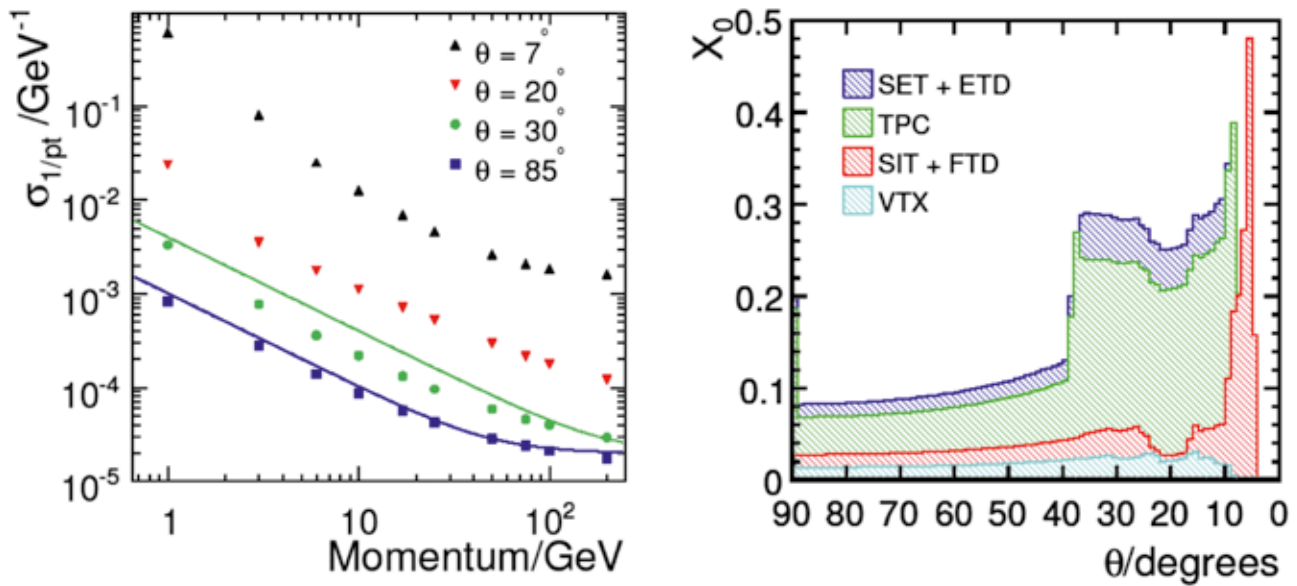 σ1/pt /GeV⁻¹
10⁻¹
10⁻²
10⁻³
10⁻⁴
10⁻⁵
θ = 7°
θ = 20°
θ = 30°
θ = 85°
1
10
10²
Momentum/GeV
X₀
0.5
0.4
0.3
0.2
0.1
0
SET + ETD
TPC
SIT + FTD
VTX
90 80 70 60 50 40 30 20 10 0
θ/degrees